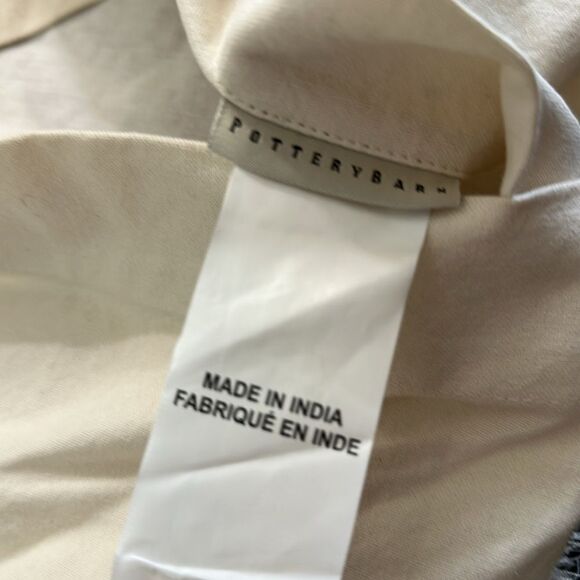 POTTERYBARN
MADE IN INDIA
FABRIQUÉ EN INDE